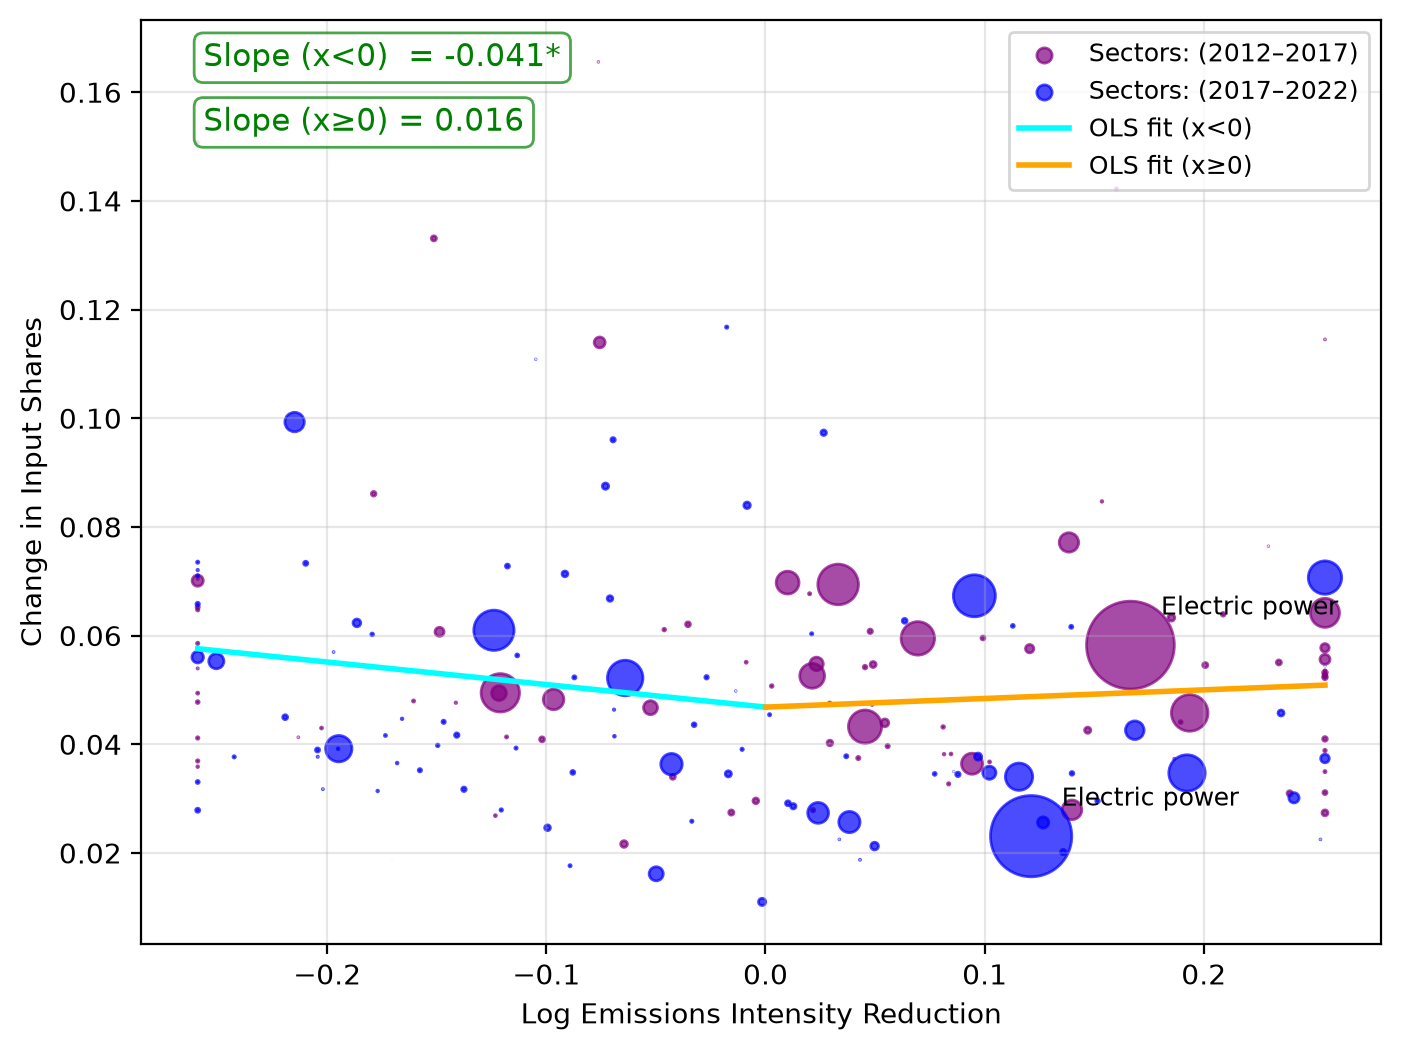 Slope (x<0)  = -0.041*
Slope (x≥0) = 0.016
Sectors: (2012–2017)
Sectors: (2017–2022)
OLS fit (x<0)
OLS fit (x≥0)
0.16
0.14
0.12
0.10
0.08
0.06
0.04
0.02
Change in Input Shares
Electric power
Electric power
−0.2
−0.1
0.0
0.1
0.2
Log Emissions Intensity Reduction